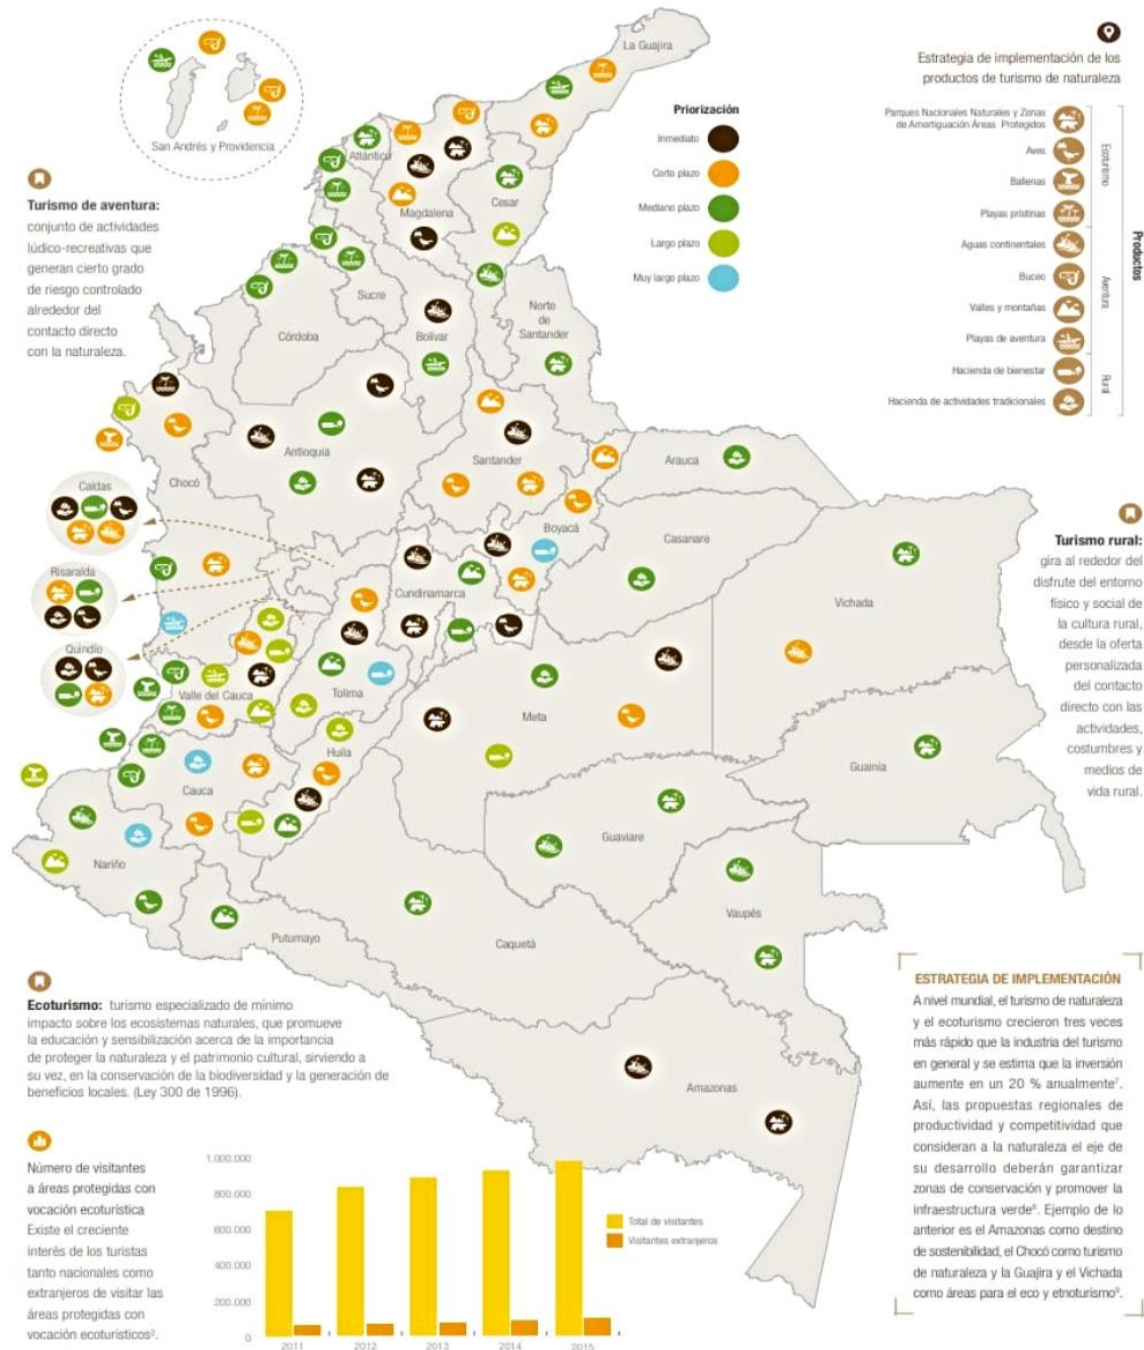 La Guajira
San Andrés y Providencia
Atlántico
Magdalena
Cesar
Sucre
Córdoba
Bolívar
Norte
de
Santander
Antioquia
Santander
Arauca
Chocó
Boyacá
Casanare
Cundinamarca
Vichada
Caldas
Risaralda
Quindío
Valle del Cauca
Tolima
Meta
Huila
Guainía
Cauca
Guaviare
Nariño
Vaupés
Putumayo
Caquetá
Amazonas
Priorización
Inmediato
Corto plazo
Mediano plazo
Largo plazo
Muy largo plazo
Estrategia de implementación de los
productos de turismo de naturaleza
Parques Nacionales Naturales y Zonas
de Amortiguación Áreas Protegidos
Aves
Ballenas
Playas prístinas
Aguas continentales
Buceo
Valles y montañas
Playas de aventura
Hacienda de bienestar
Hacienda de actividades tradicionales
Ecoturismo
Aventura
Rural
Productos
Turismo de aventura:
conjunto de actividades
lúdico-recreativas que
generan cierto grado
de riesgo controlado
alrededor del
contacto directo
con la naturaleza.
Turismo rural:
gira al rededor del
disfrute del entorno
físico y social de
la cultura rural,
desde la oferta
personalizada
del contacto
directo con las
actividades,
costumbres y
medios de
vida rural.
Ecoturismo: turismo especializado de mínimo
impacto sobre los ecosistemas naturales, que promueve
la educación y sensibilización acerca de la importancia
de proteger la naturaleza y el patrimonio cultural, sirviendo a
su vez, en la conservación de la biodiversidad y la generación de
beneficios locales. (Ley 300 de 1996).
ESTRATEGIA DE IMPLEMENTACIÓN
A nivel mundial, el turismo de naturaleza
y el ecoturismo crecieron tres veces
más rápido que la industria del turismo
en general y se estima que la inversión
aumente en un 20 % anualmente⁷.
Así, las propuestas regionales de
productividad y competitividad que
consideran a la naturaleza el eje de
su desarrollo deberán garantizar
zonas de conservación y promover la
infraestructura verde⁸. Ejemplo de lo
anterior es el Amazonas como destino
de sostenibilidad, el Chocó como turismo
de naturaleza y la Guajira y el Vichada
como áreas para el eco y etnoturismo⁹.
Número de visitantes
a áreas protegidas con
vocación ecoturística
Existe el creciente
interés de los turistas
tanto nacionales como
extranjeros de visitar las
áreas protegidas con
vocación ecoturísticos³.
1.000.000
800.000
600.000
400.000
200.000
0
2011
2012
2013
2014
2015
Total de visitantes
Visitantes extranjeros